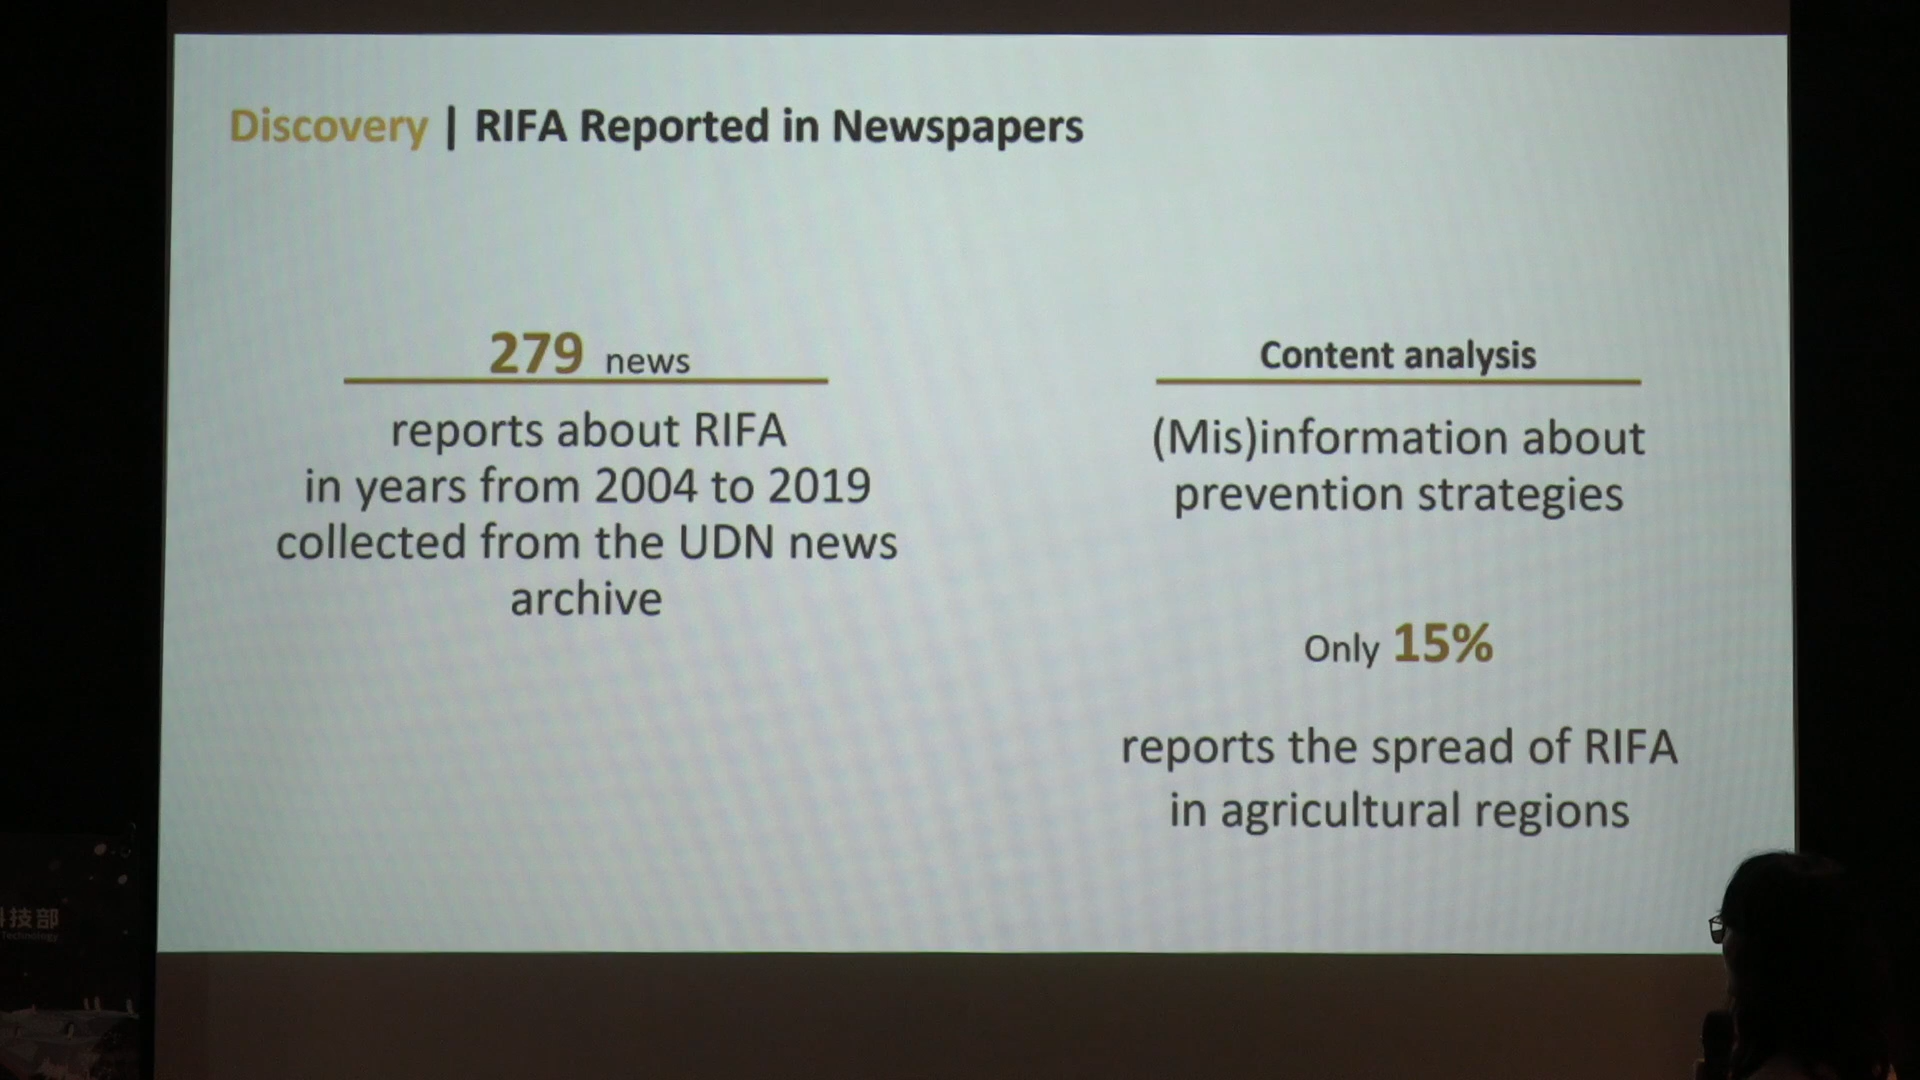 Discovery | RIFA Reported in Newspapers
279 news
reports about RIFA
in years from 2004 to 2019
collected from the UDN news
archive
Content analysis
(Mis)information about
prevention strategies
Only 15%
reports the spread of RIFA
in agricultural regions
技部
Technology